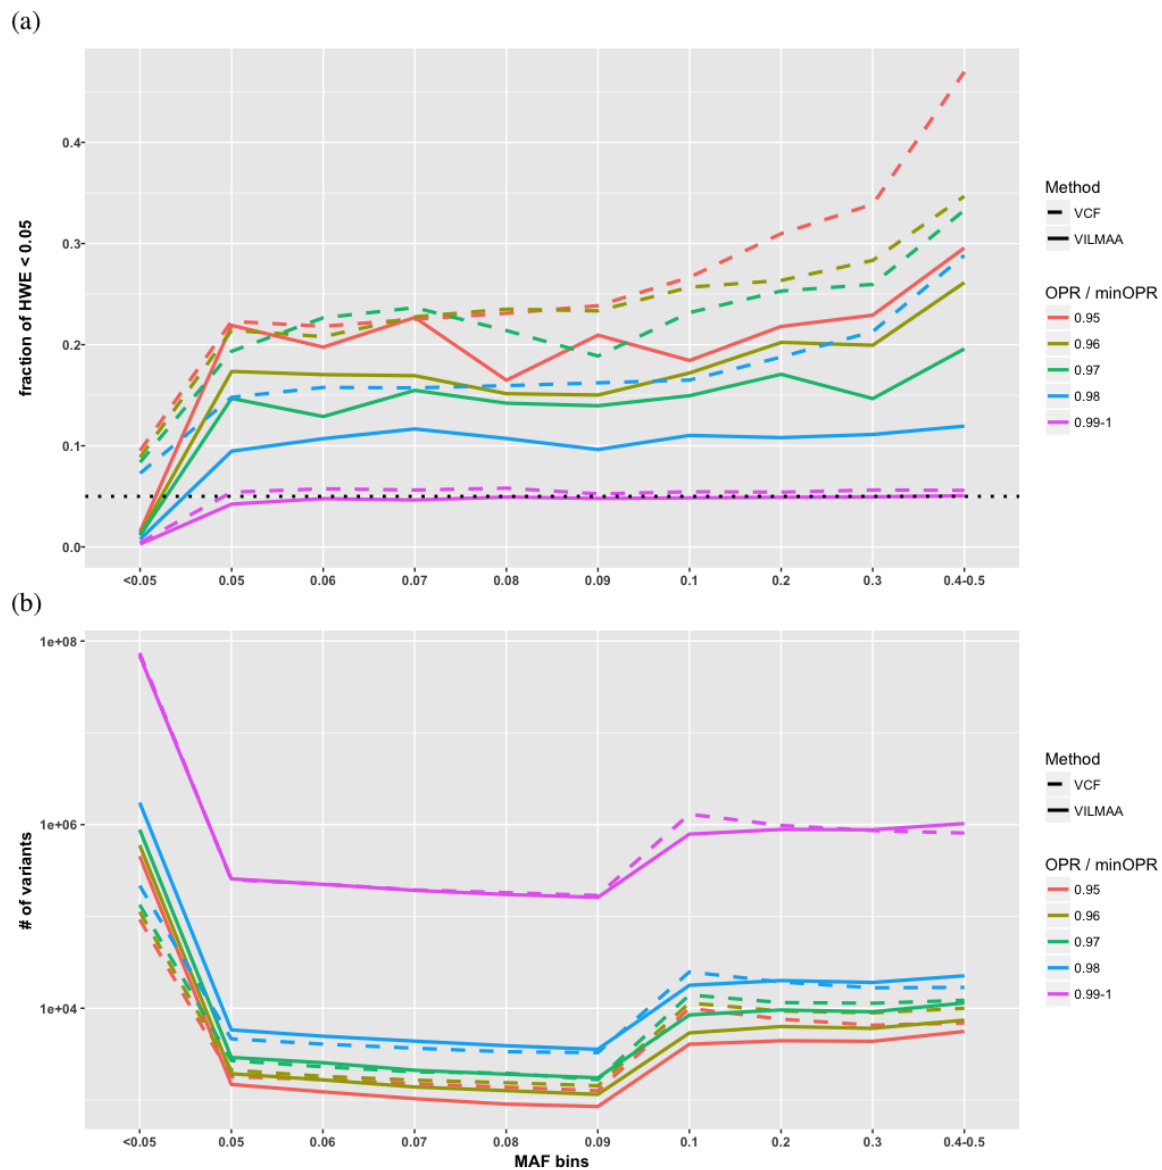 (a)
fraction of HWE < 0.05
0.4
0.3
0.2
0.1
0.0
<0.05 0.05 0.06 0.07 0.08 0.09 0.1 0.2 0.3 0.4-0.5
Method
VCF
VILMAA
OPR / minOPR
0.95
0.96
0.97
0.98
0.99-1
(b)
# of variants
1e+08
1e+06
1e+04
<0.05 0.05 0.06 0.07 0.08 0.09 0.1 0.2 0.3 0.4-0.5
MAF bins
Method
VCF
VILMAA
OPR / minOPR
0.95
0.96
0.97
0.98
0.99-1